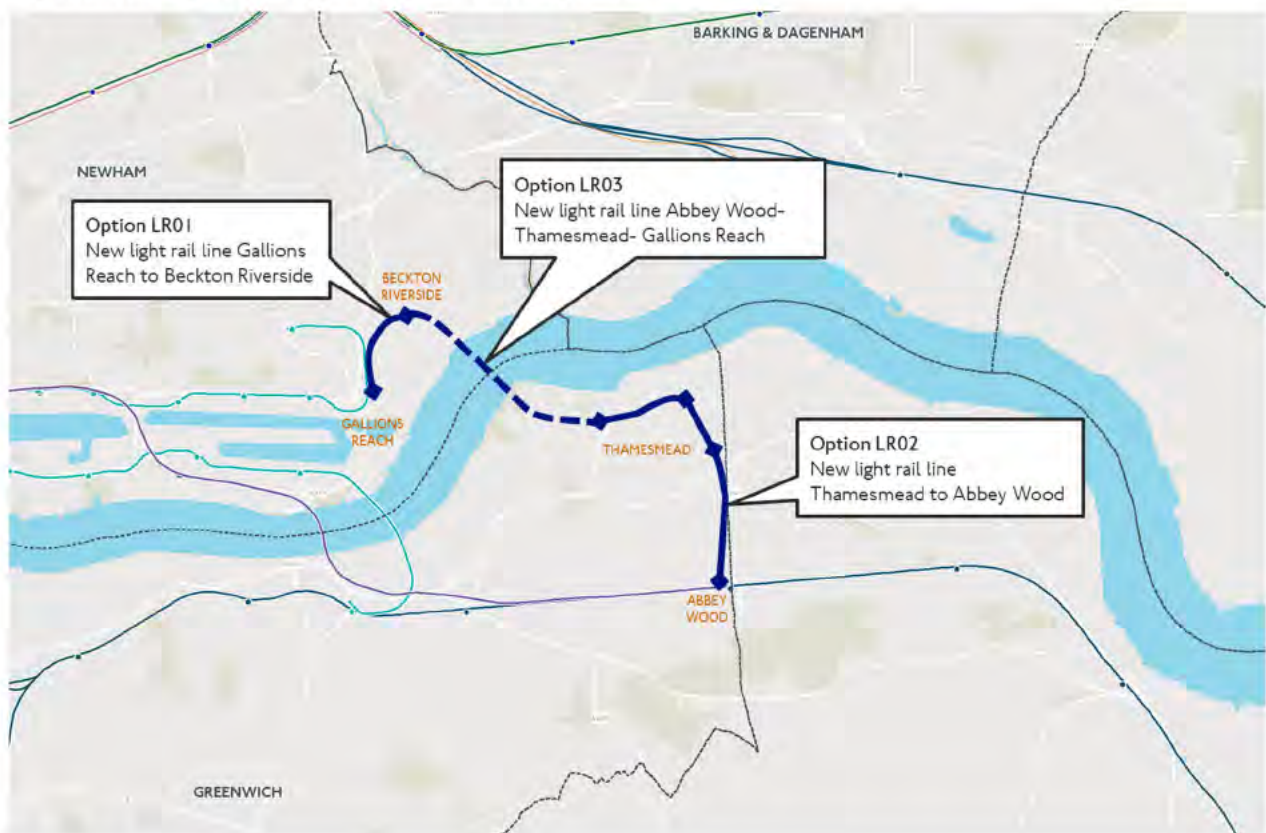 BARKING & DAGENHAM
NEWHAM
Option LR03
New light rail line Abbey Wood-
Thamesmead- Gallions Reach
Option LR01
New light rail line Gallions
Reach to Beckton Riverside
BECKTON
RIVERSIDE
GALLIONS
REACH
THAMESMEAD
Option LR02
New light rail line
Thamesmead to Abbey Wood
ABBEY
WOOD
GREENWICH